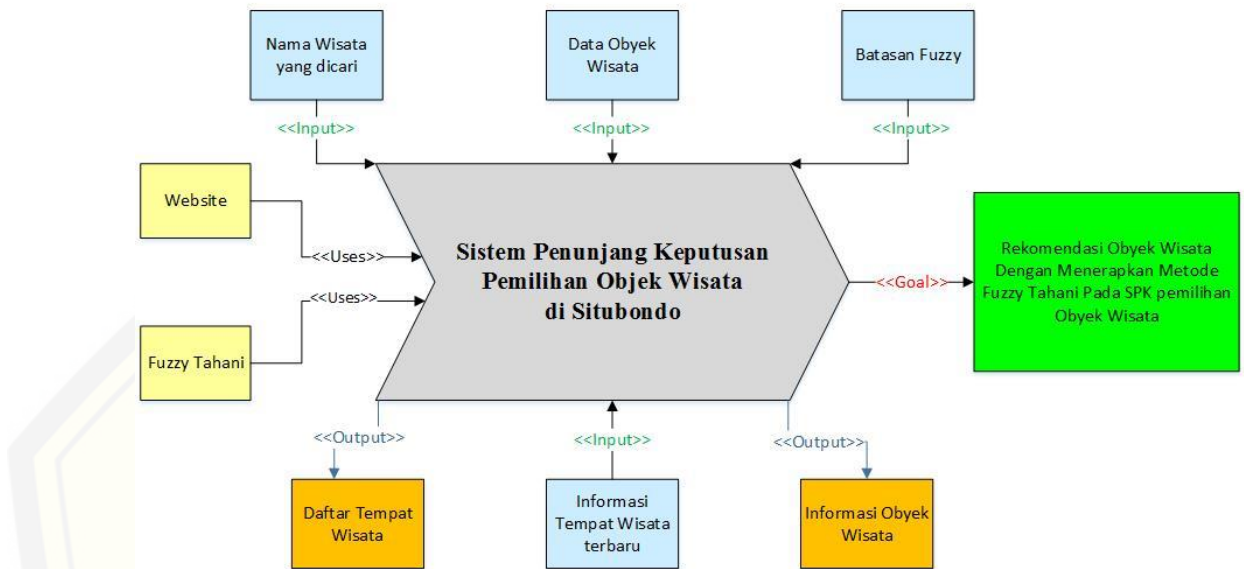 Nama Wisata
yang dicari
Data Obyek
Wisata
Batasan Fuzzy
<<Input>>
<<Input>>
<<Input>>
Website
<<Uses>>
<<Uses>>
Fuzzy Tahani
Sistem Penunjang Keputusan
Pemilihan Objek Wisata
di Situbondo
<<Goal>>
Rekomendasi Obyek Wisata
Dengan Menerapkan Metode
Fuzzy Tahani Pada SPK pemilihan
Obyek Wisata
<<Output>>
<<Input>>
<<Output>>
Daftar Tempat
Wisata
Informasi
Tempat Wisata
terbaru
Informasi Obyek
Wisata